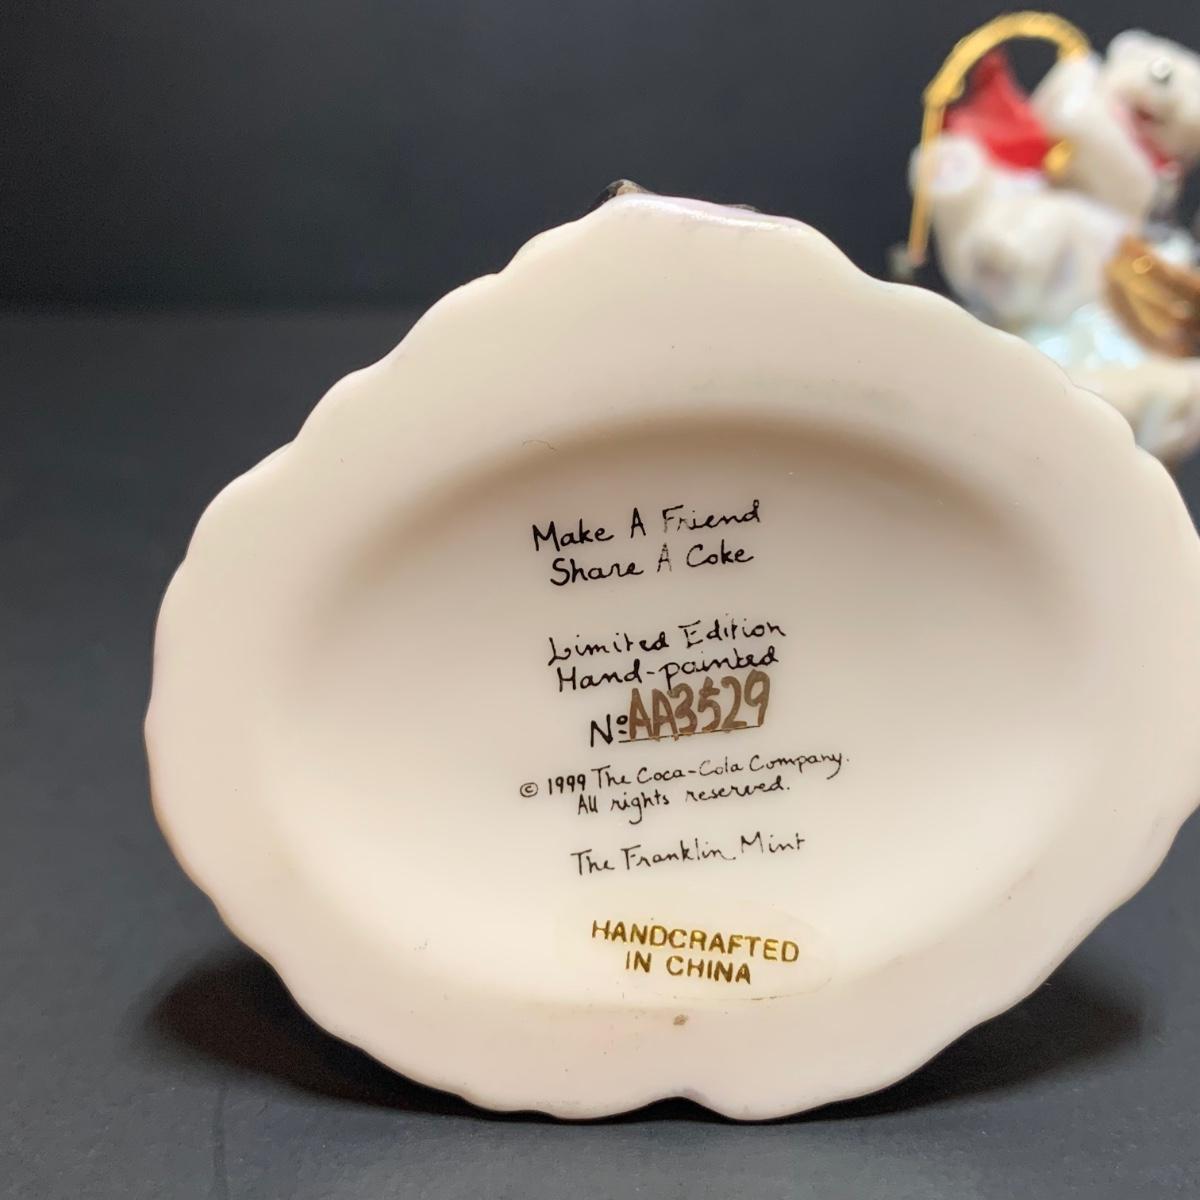 Make A Friend
Share A Coke
Limited Edition
Hand-painted
Nº AA3529
© 1999 The Coca-Cola Company.
All rights reserved.
The Franklin Mint
HANDCRAFTED
IN CHINA